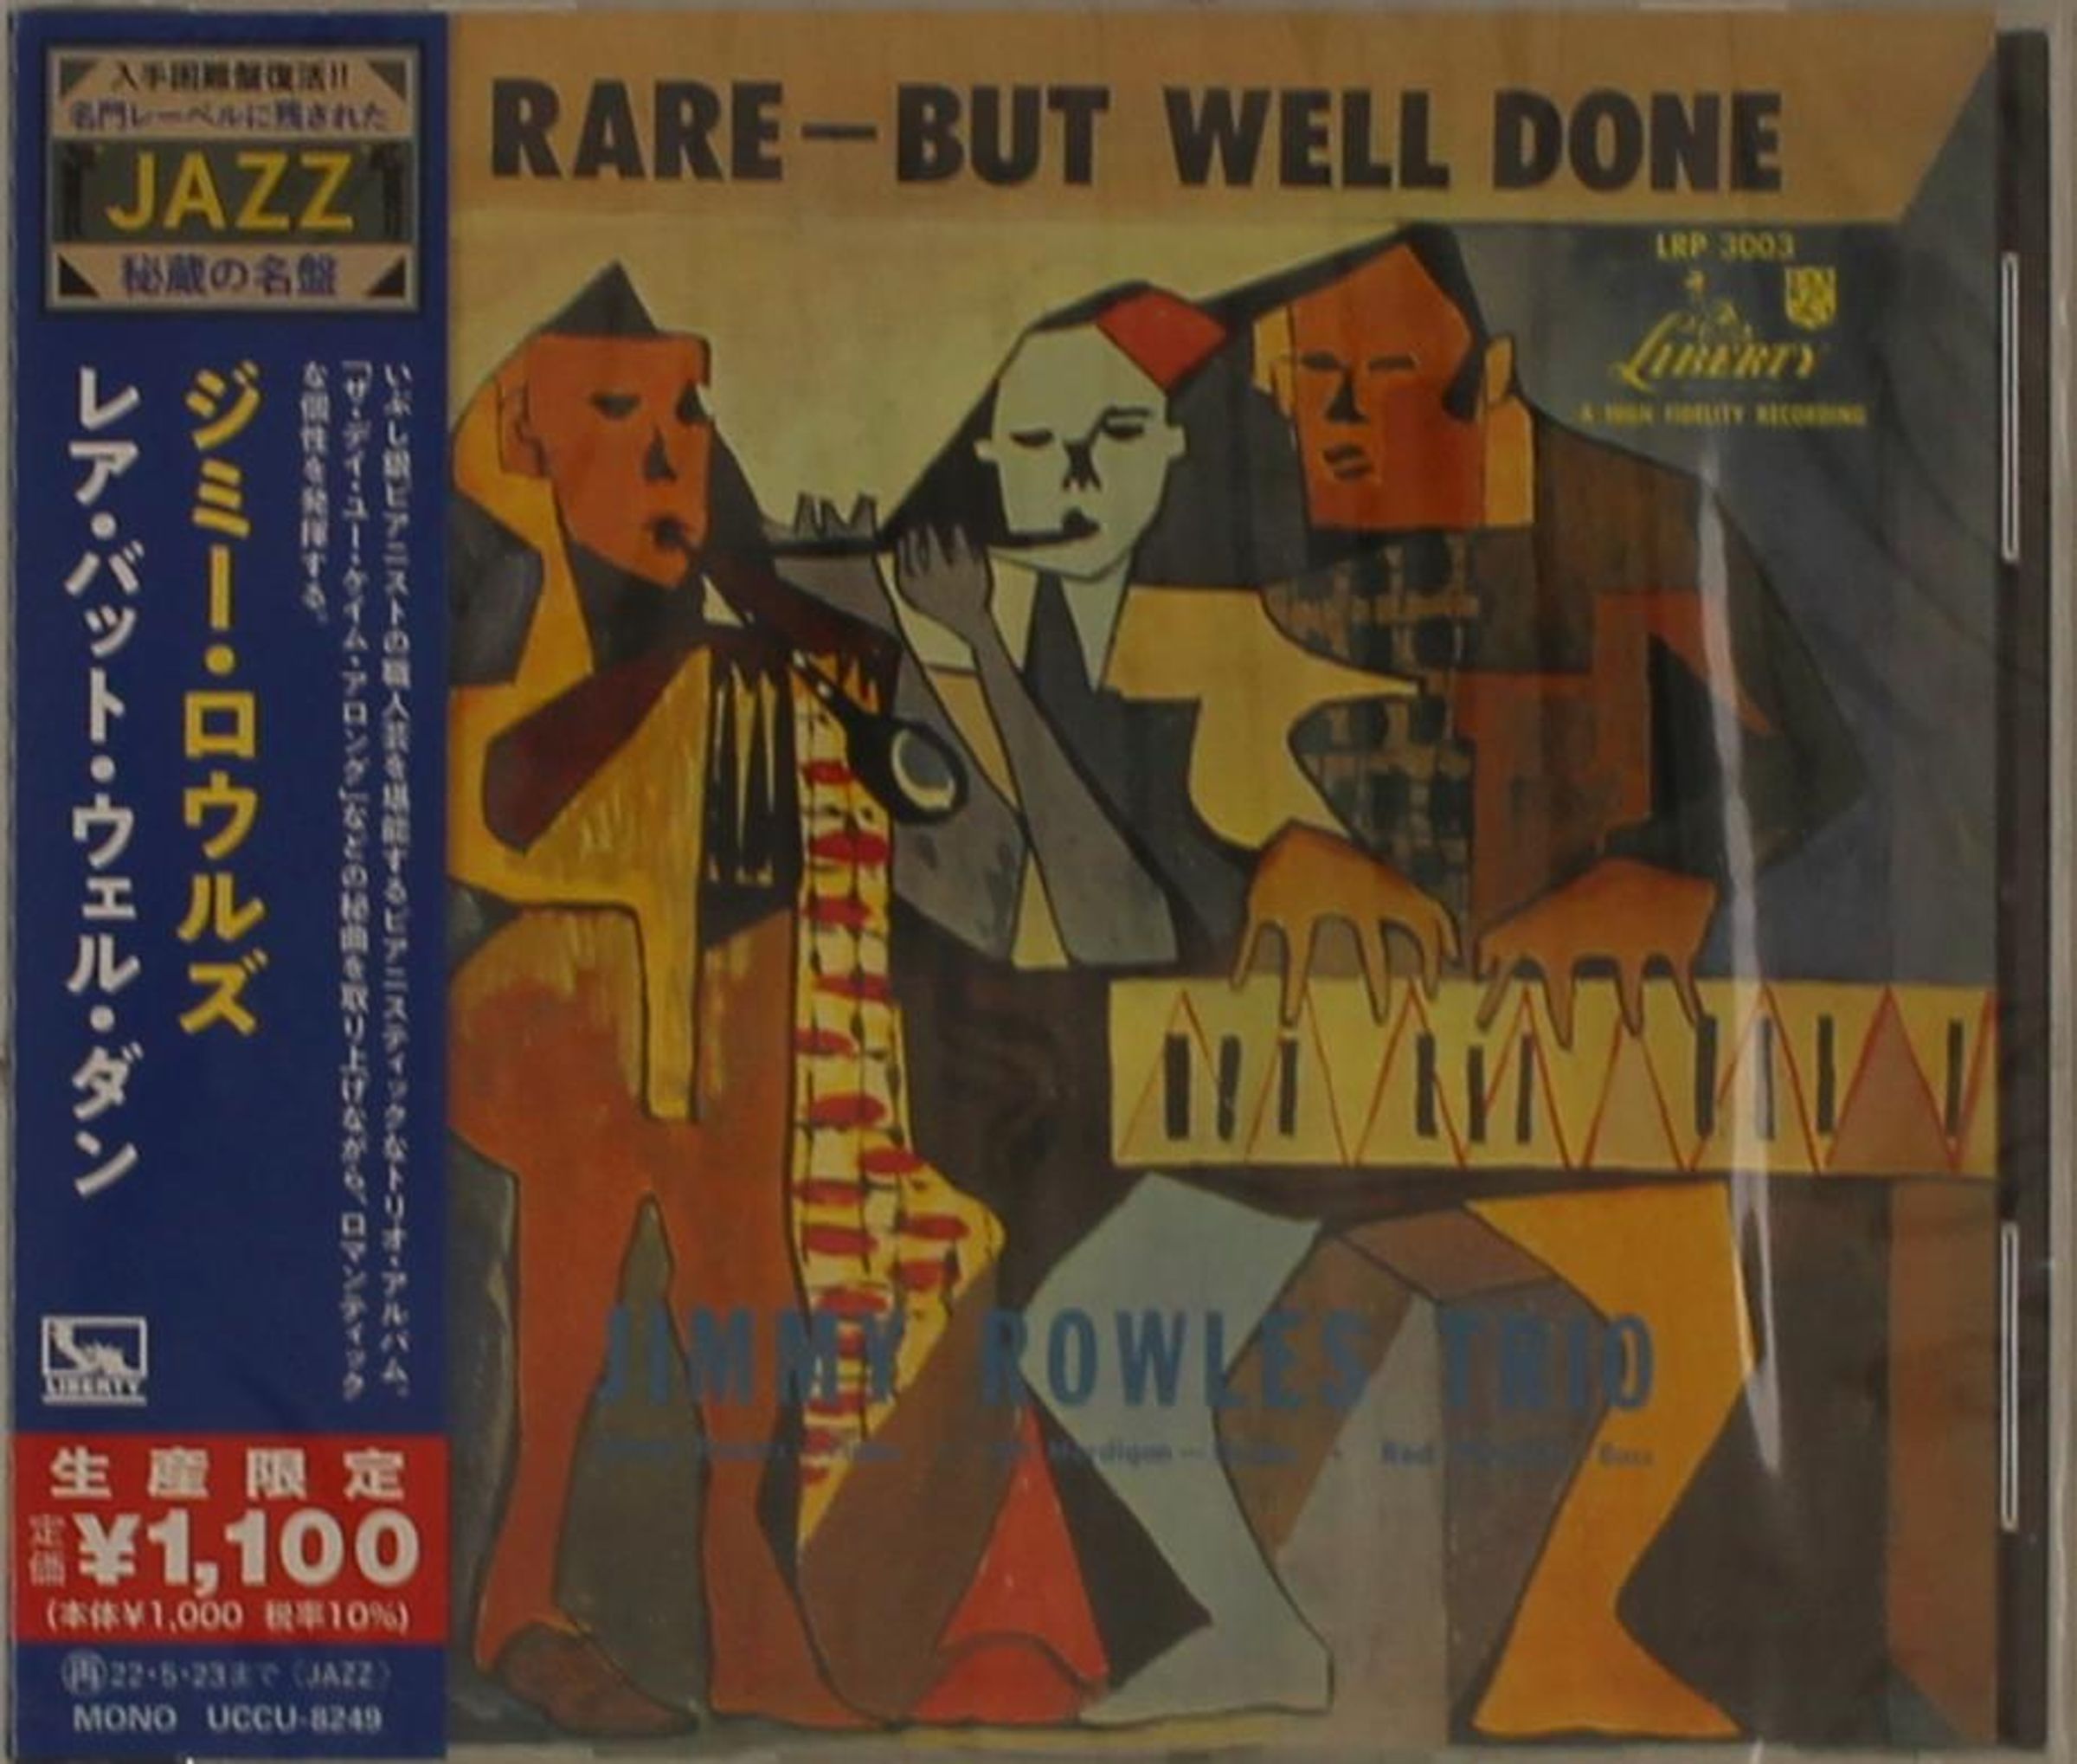 入手困難盤復活!!
名門レーベルに残された
JAZZ
秘蔵の名盤
いぶし銀ピアニストの職人芸を堪能するピアニスティックなトリオ・アルバム。
「ザ・デイ・ユー・ケイム・アロング」などの秘曲を取り上げながら、ロマンティック
な個性を発揮する。
ジミー・ロウルズ
レア・バット・ウェル・ダン
LIBERTY
生産限定
定価 ¥1,100
(本体¥1,000 税率10%)
再 22・5・23まで〈JAZZ〉
MONO UCCU-8249
RARE—BUT WELL DONE
LRP 3003
LIBERTY
A HIGH FIDELITY RECORDING
JIMMY ROWLES TRIO
Red Bass